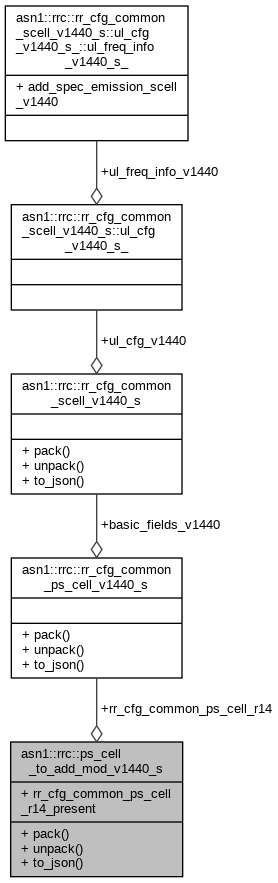 asn1::rrc::rr_cfg_common
_scell_v1440_s::ul_cfg
_v1440_s_::ul_freq_info
_v1440_s_
+ add_spec_emission_scell
_v1440
+ul_freq_info_v1440
asn1::rrc::rr_cfg_common
_scell_v1440_s::ul_cfg
_v1440_s_
+ul_cfg_v1440
asn1::rrc::rr_cfg_common
_scell_v1440_s
+ pack()
+ unpack()
+ to_json()
+basic_fields_v1440
asn1::rrc::rr_cfg_common
_ps_cell_v1440_s
+ pack()
+ unpack()
+ to_json()
+rr_cfg_common_ps_cell_r14
asn1::rrc::ps_cell
_to_add_mod_v1440_s
+ rr_cfg_common_ps_cell
_r14_present
+ pack()
+ unpack()
+ to_json()